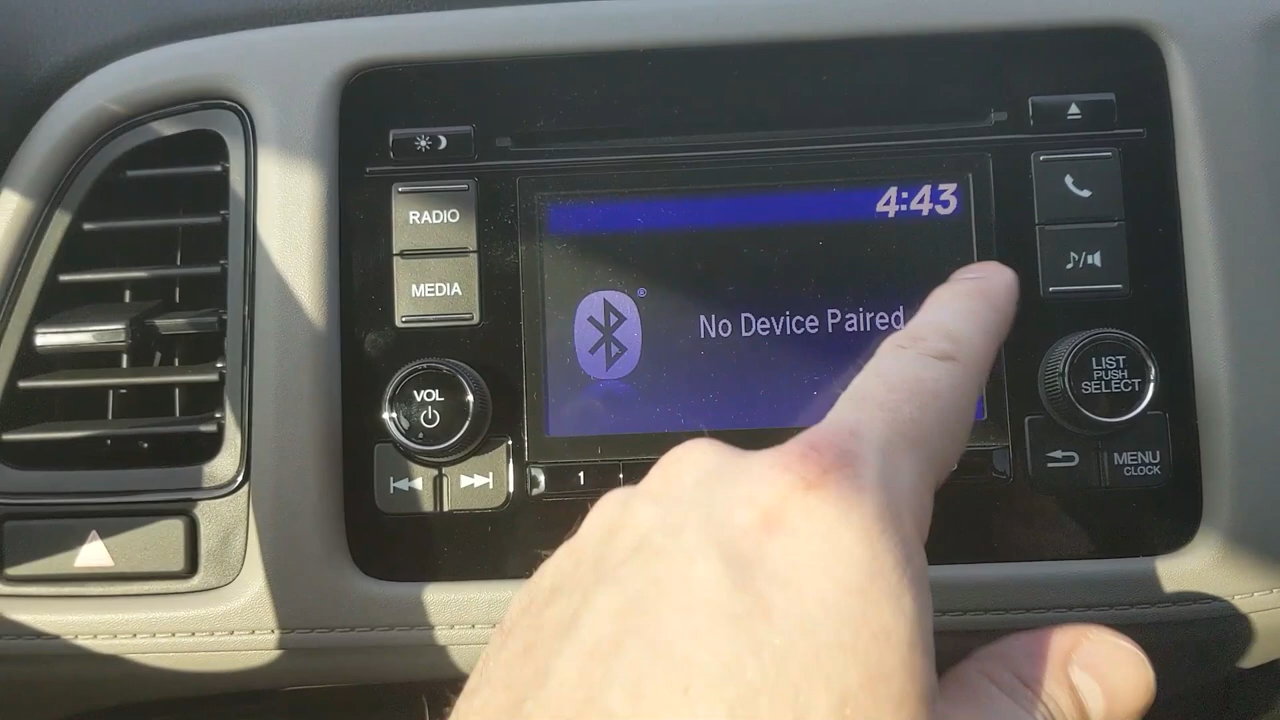 4:43
RADIO
MEDIA
®
No Device Paired
VOL
LIST
PUSH
SELECT
1
MENU
CLOCK